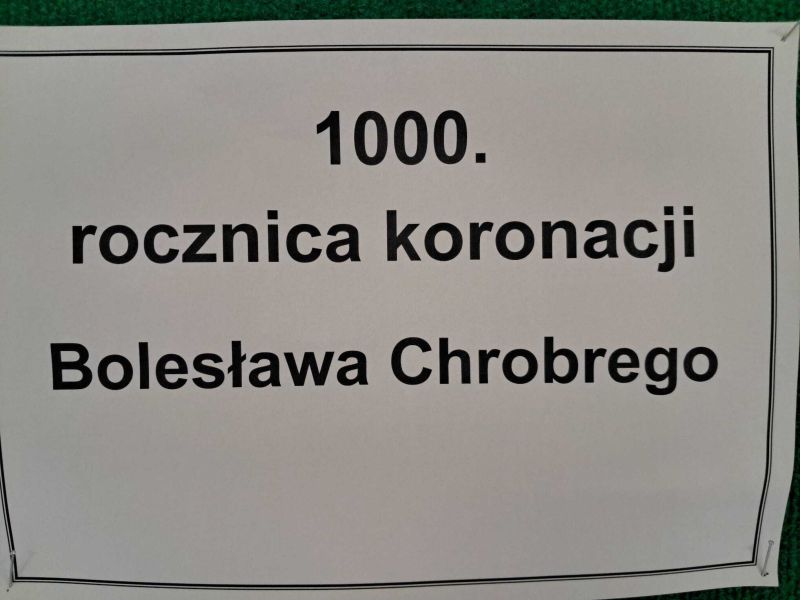 1000.
rocznica koronacji
Bolesława Chrobrego